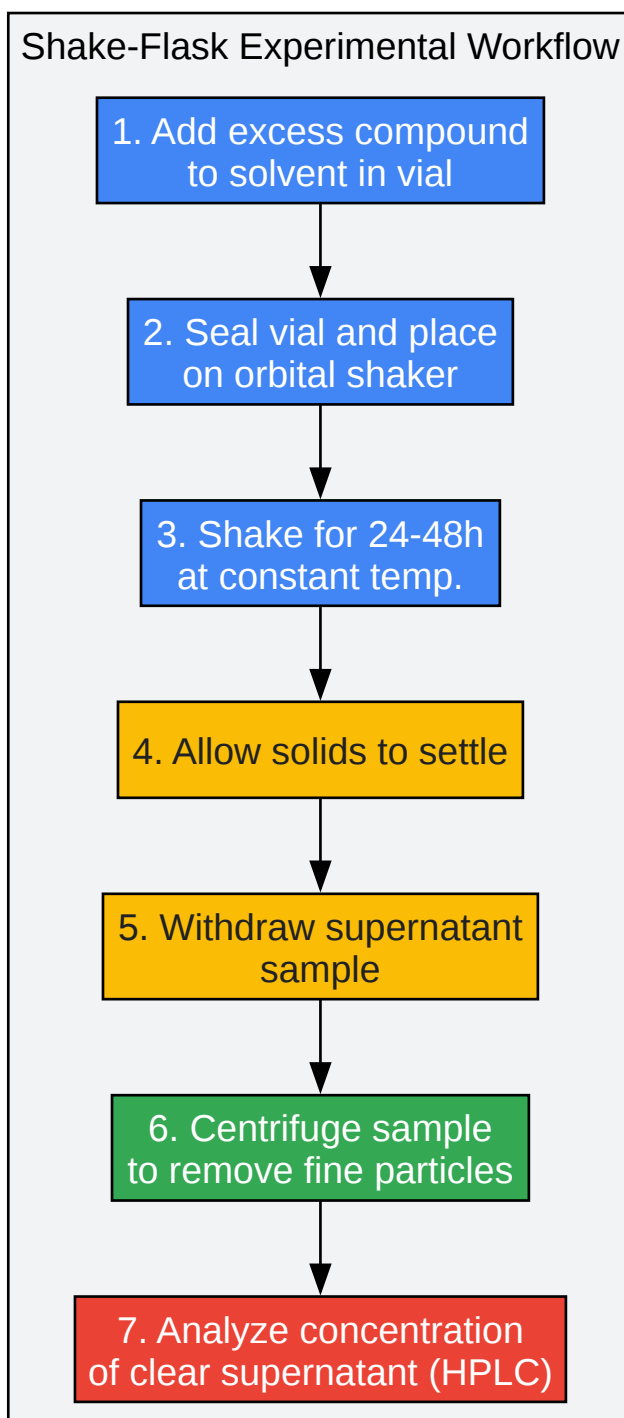 Shake-Flask Experimental Workflow
1. Add excess compound
to solvent in vial
2. Seal vial and place
on orbital shaker
3. Shake for 24-48h
at constant temp.
4. Allow solids to settle
5. Withdraw supernatant
sample
6. Centrifuge sample
to remove fine particles
7. Analyze concentration
of clear supernatant (HPLC)